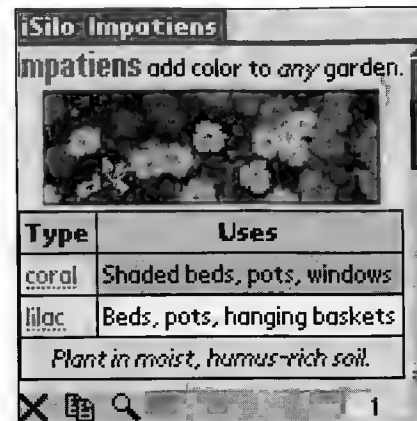 iSilo: Impatiens
mpatiens add color to any garden.
Type Uses
coral Shaded beds, pots, windows
lilac Beds, pots, hanging baskets
Plant in moist, humus-rich soil.
1